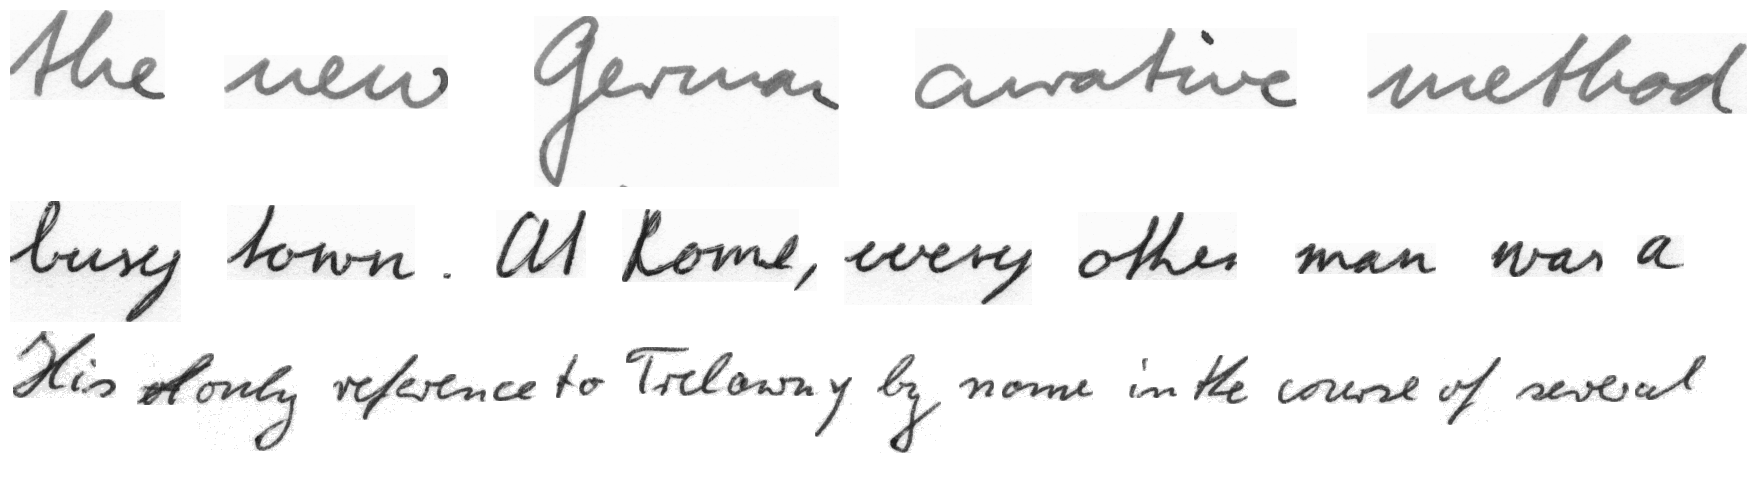 the new German curative method
busy town. At Rome, every other man was a
His only reference to Trelawny by name in the course of several